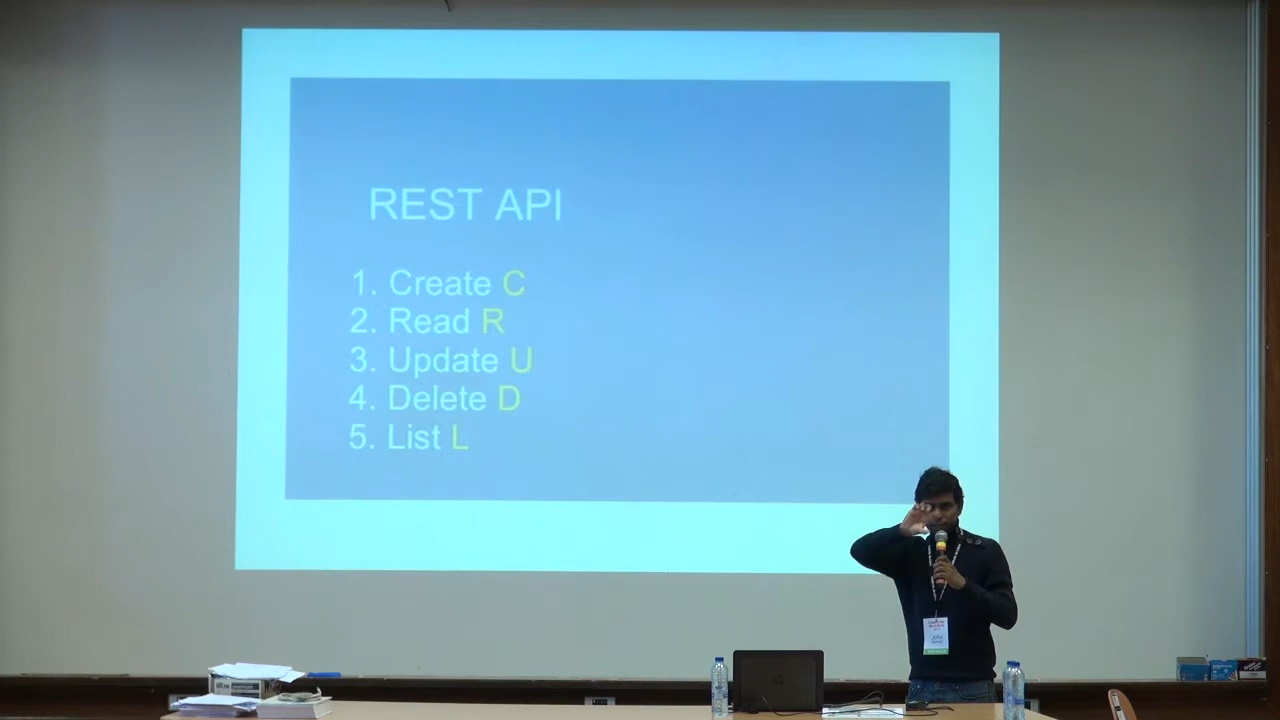 REST API
1. Create C
2. Read R
3. Update U
4. Delete D
5. List L